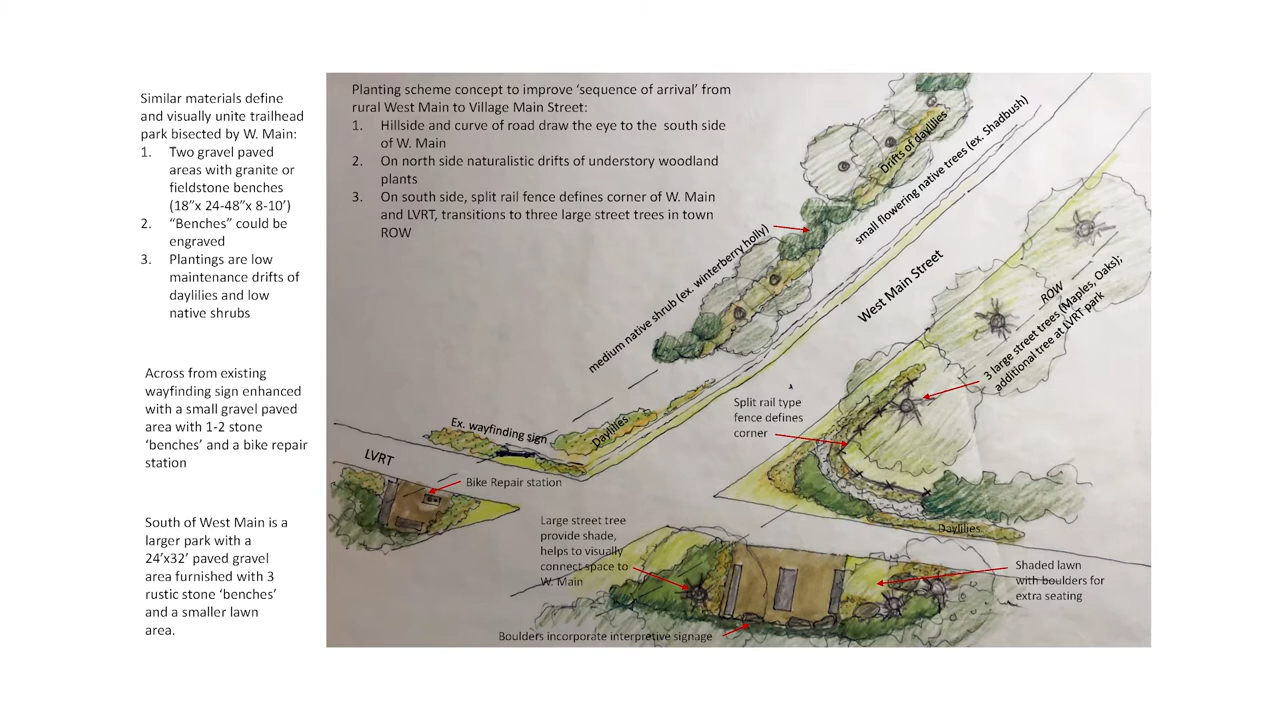 Similar materials define
and visually unite trailhead
park bisected by W. Main:
1. Two gravel paved
areas with granite or
fieldstone benches
(18”x 24-48”x 8-10’)
2. “Benches” could be
engraved
3. Plantings are low
maintenance drifts of
daylilies and low
native shrubs
Across from existing
wayfinding sign enhanced
with a small gravel paved
area with 1-2 stone
‘benches’ and a bike repair
station
South of West Main is a
larger park with a
24’x32’ paved gravel
area furnished with 3
rustic stone ‘benches’
and a smaller lawn
area.
Planting scheme concept to improve ‘sequence of arrival’ from
rural West Main to Village Main Street:
1. Hillside and curve of road draw the eye to the south side
of W. Main
2. On north side naturalistic drifts of understory woodland
plants
3. On south side, split rail fence defines corner of W. Main
and LVRT, transitions to three large street trees in town
ROW
Drifts of daylilies
small flowering native trees (ex. Shadbush)
medium native shrub (ex. winterberry holly)
West Main Street
ROW
3 large street trees (Maples, Oaks);
additional tree at LVRT park
Split rail type
fence defines
corner
Ex. wayfinding sign
Daylilies
LVRT
Bike Repair station
Large street tree
provide shade,
helps to visually
connect space to
W. Main
Daylilies
Shaded lawn
with boulders for
extra seating
Boulders incorporate interpretive signage